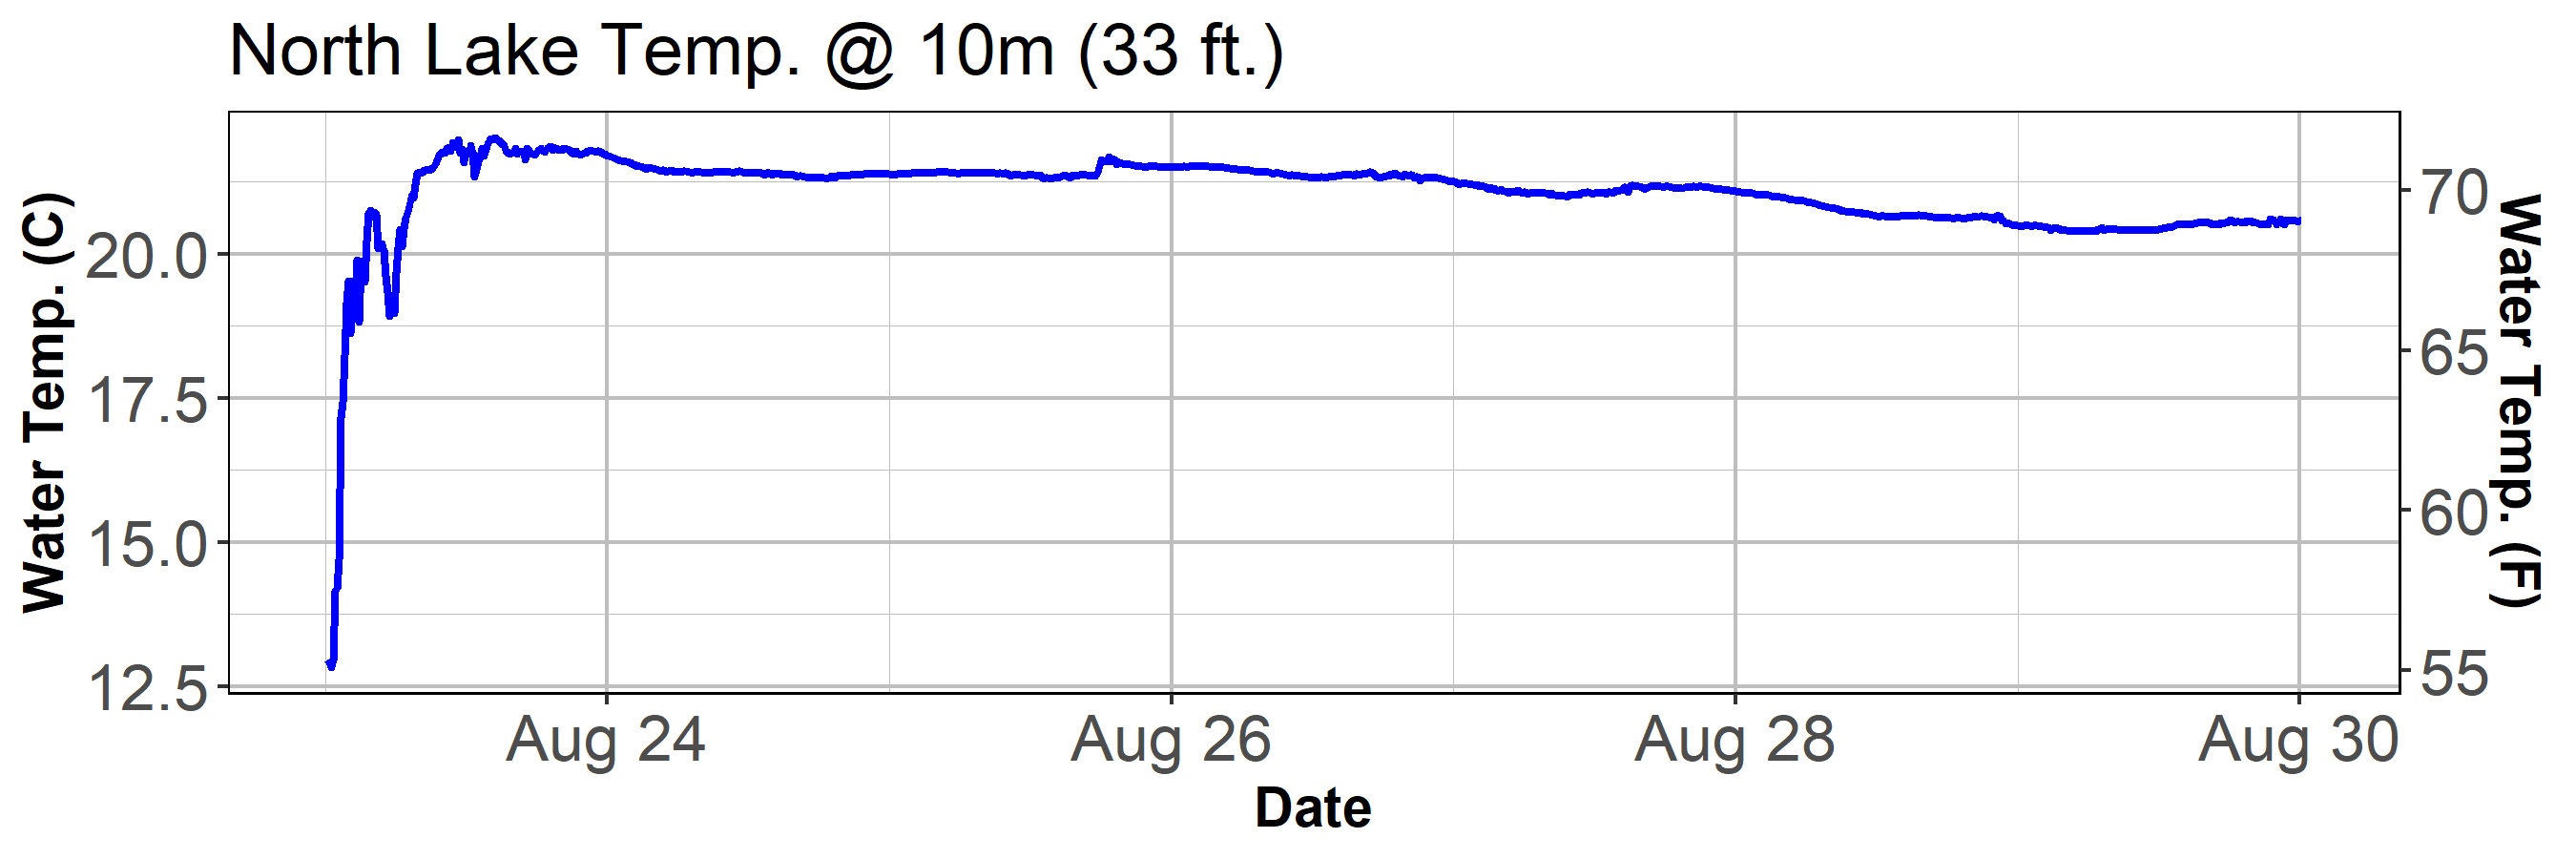 North Lake Temp. @ 10m (33 ft.)
Water Temp. (C)
20.0
17.5
15.0
12.5
70
65
60
55
Water Temp. (F)
Aug 24 Aug 26 Aug 28 Aug 30
Date